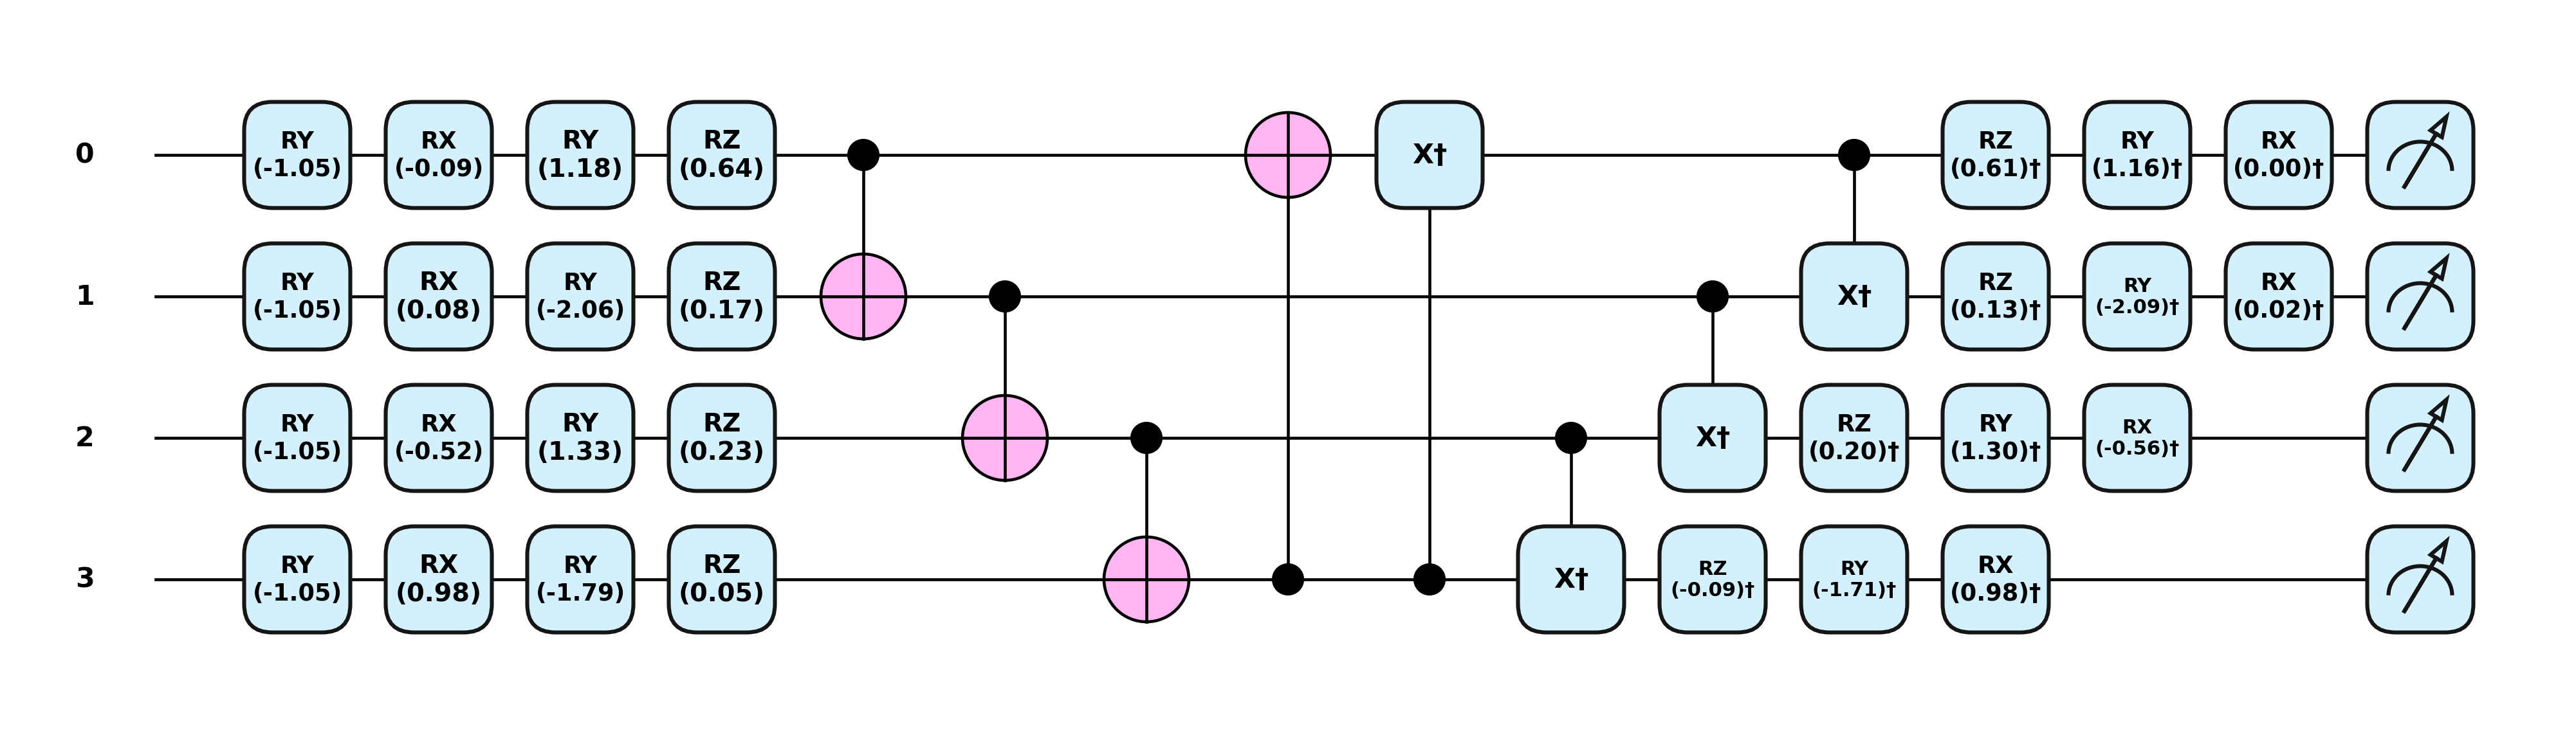 0 RY RX RY RZ X† RZ RY RX
(-1.05) (-0.09) (1.18) (0.64) (0.61)† (1.16)† (0.00)†
1 RY RX RY RZ X† RZ RY RX
(-1.05) (0.08) (-2.06) (0.17) (0.13)† (-2.09)† (0.02)†
2 RY RX RY RZ X† RZ RY RX
(-1.05) (-0.52) (1.33) (0.23) (0.20)† (1.30)† (-0.56)†
3 RY RX RY RZ X† RZ RY RX
(-1.05) (0.98) (-1.79) (0.05) (-0.09)† (-1.71)† (0.98)†